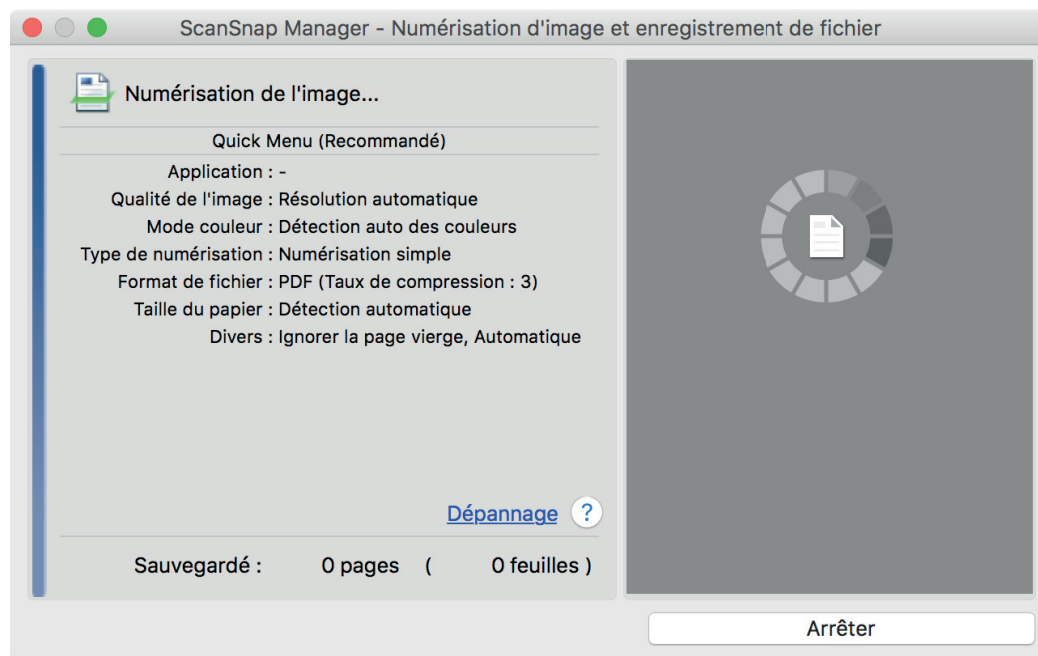 ScanSnap Manager - Numérisation d'image et enregistrement de fichier
Numérisation de l'image...
Quick Menu (Recommandé)
Application : -
Qualité de l'image : Résolution automatique
Mode couleur : Détection auto des couleurs
Type de numérisation : Numérisation simple
Format de fichier : PDF (Taux de compression : 3)
Taille du papier : Détection automatique
Divers : Ignorer la page vierge, Automatique
Dépannage ?
Sauvegardé : 0 pages ( 0 feuilles )
Arrêter